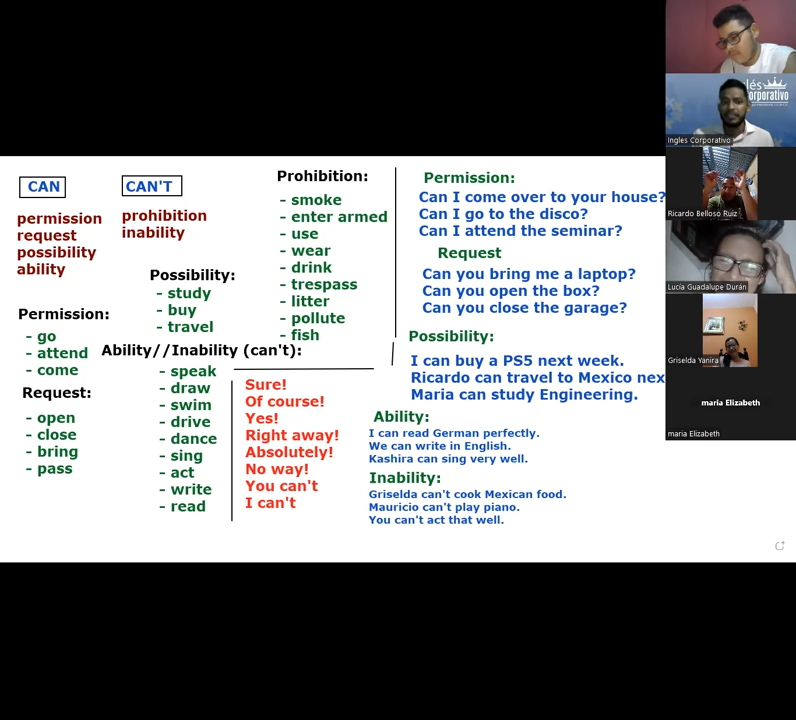 CAN
CAN'T
permission
request
possibility
ability
prohibition
inability
Permission:
- go
- attend
- come
Request:
- open
- close
- bring
- pass
Possibility:
- study
- buy
- travel
Ability//Inability (can't):
- speak
- draw
- swim
- drive
- dance
- sing
- act
- write
- read
Prohibition:
- smoke
- enter armed
- use
- wear
- drink
- trespass
- litter
- pollute
- fish
Sure!
Of course!
Yes!
Right away!
Absolutely!
No way!
You can't
I can't
Permission:
Can I come over to your house?
Can I go to the disco?
Can I attend the seminar?
Request
Can you bring me a laptop?
Can you open the box?
Can you close the garage?
Possibility:
I can buy a PS5 next week.
Ricardo can travel to Mexico nex
Maria can study Engineering.
Ability:
I can read German perfectly.
We can write in English.
Kashira can sing very well.
Inability:
Griselda can't cook Mexican food.
Mauricio can't play piano.
You can't act that well.
lés
orporativo
Ingles Corporativo
Ricardo Belloso Ruiz
Lucía Guadalupe Durán
Griselda Yanira
maria Elizabeth
maria Elizabeth